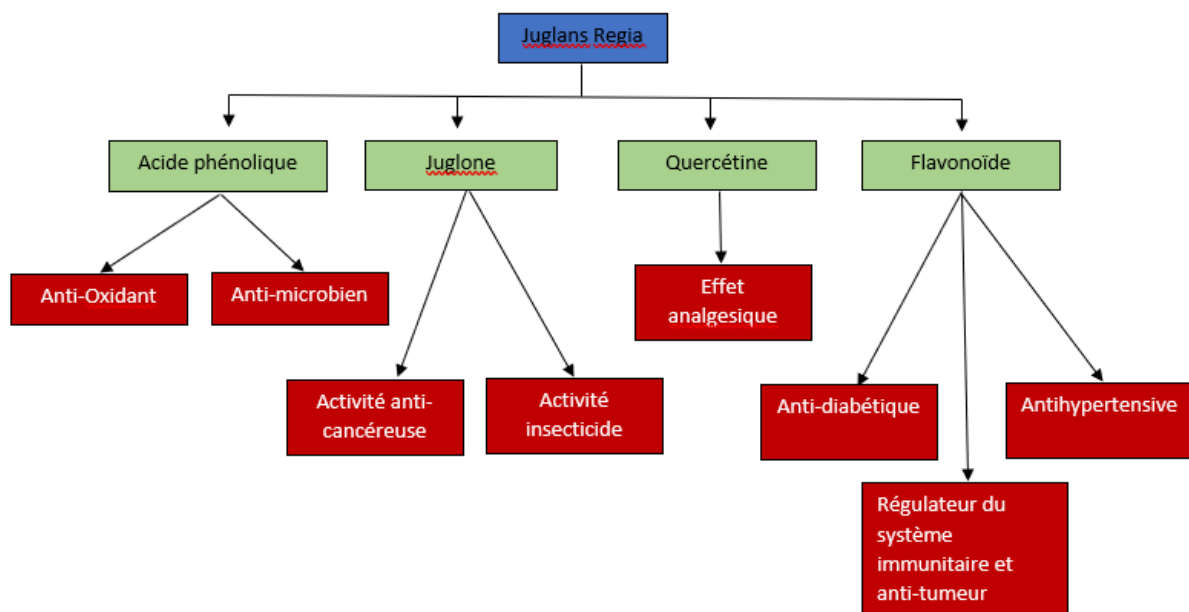 Juglans Regia
Acide phénolique
Juglone
Quercétine
Flavonoïde
Anti-Oxidant
Anti-microbien
Effet
analgesique
Activité anti-
cancéreuse
Activité
insecticide
Anti-diabétique
Antihypertensive
Régulateur du
système
immunitaire et
anti-tumeur